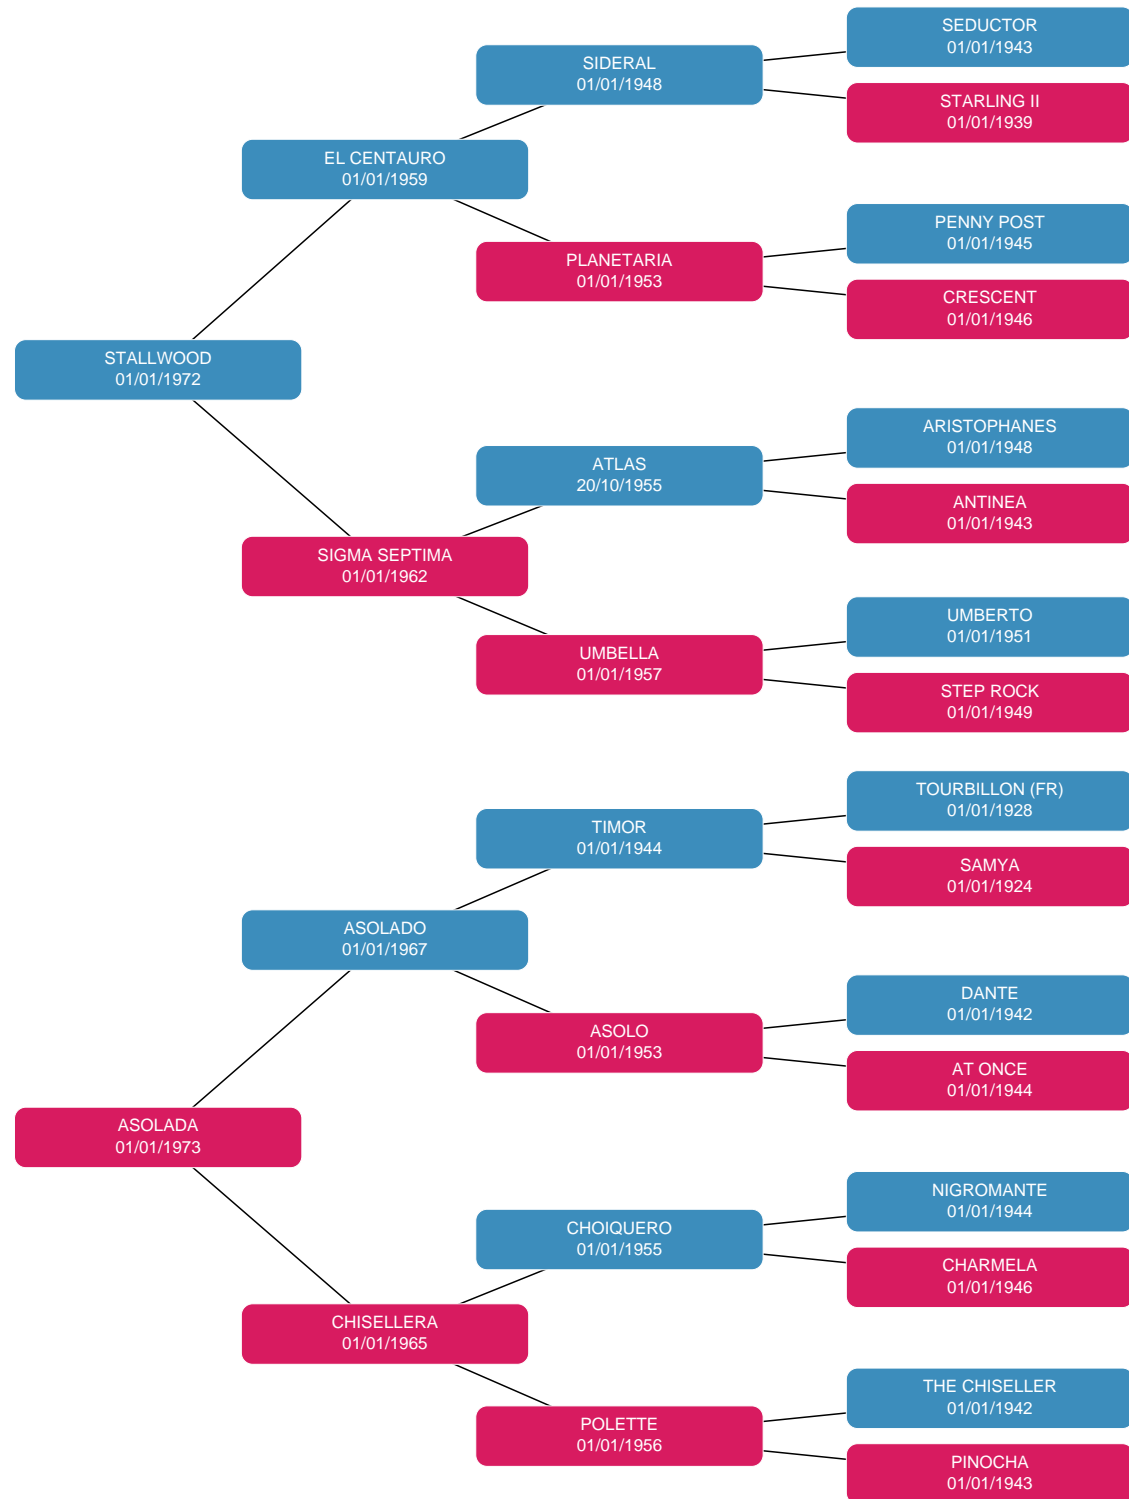 SEDUCTOR
01/01/1943
SIDERAL
01/01/1948
STARLING II
01/01/1939
EL CENTAURO
01/01/1959
PENNY POST
01/01/1945
PLANETARIA
01/01/1953
CRESCENT
01/01/1946
STALLWOOD
01/01/1972
ARISTOPHANES
01/01/1948
ATLAS
20/10/1955
ANTINEA
01/01/1943
SIGMA SEPTIMA
01/01/1962
UMBERTO
01/01/1951
UMBELLA
01/01/1957
STEP ROCK
01/01/1949
TOURBILLON (FR)
01/01/1928
TIMOR
01/01/1944
SAMYA
01/01/1924
ASOLADO
01/01/1967
DANTE
01/01/1942
ASOLO
01/01/1953
AT ONCE
01/01/1944
ASOLADA
01/01/1973
NIGROMANTE
01/01/1944
CHOIQUERO
01/01/1955
CHARMELA
01/01/1946
CHISELLERA
01/01/1965
THE CHISELLER
01/01/1942
POLETTE
01/01/1956
PINOCHA
01/01/1943